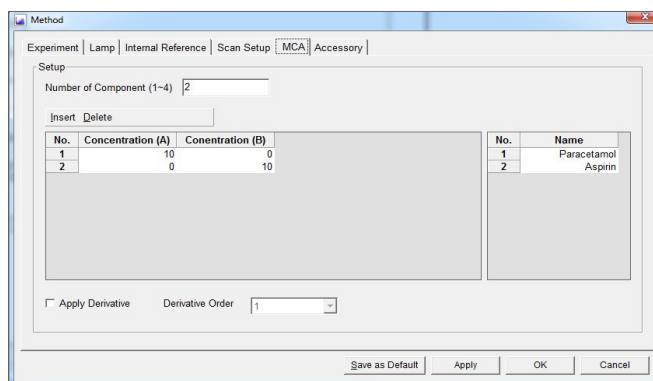 Method
Experiment Lamp Internal Reference Scan Setup MCA Accessory
Setup
Number of Component (1~4) 2
Insert Delete
No. Concentration (A) Conentration (B) No. Name
1 10 0 1 Paracetamol
2 0 10 2 Aspirin
Apply Derivative Derivative Order 1
Save as Default Apply OK Cancel